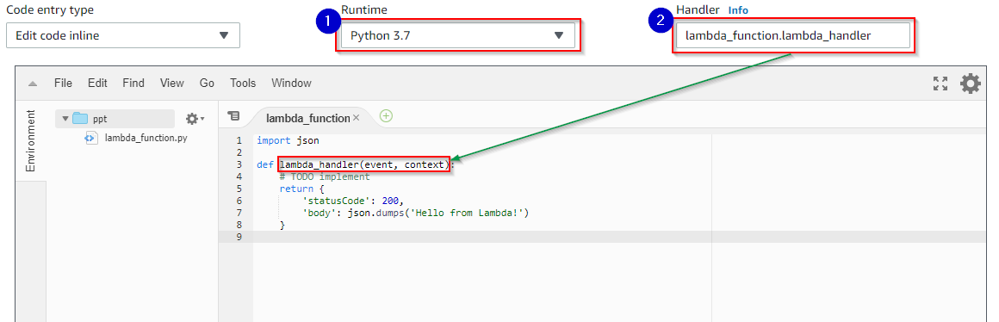 Code entry type
Runtime
Handler Info
Edit code inline
1
Python 3.7
2
lambda_function.lambda_handler
File Edit Find View Go Tools Window
Environment
ppt
lambda_function.py
lambda_function
1 import json
2
3 def lambda_handler(event, context):
4 # TODO implement
5 return {
6 'statusCode': 200,
7 'body': json.dumps('Hello from Lambda!')
8 }
9